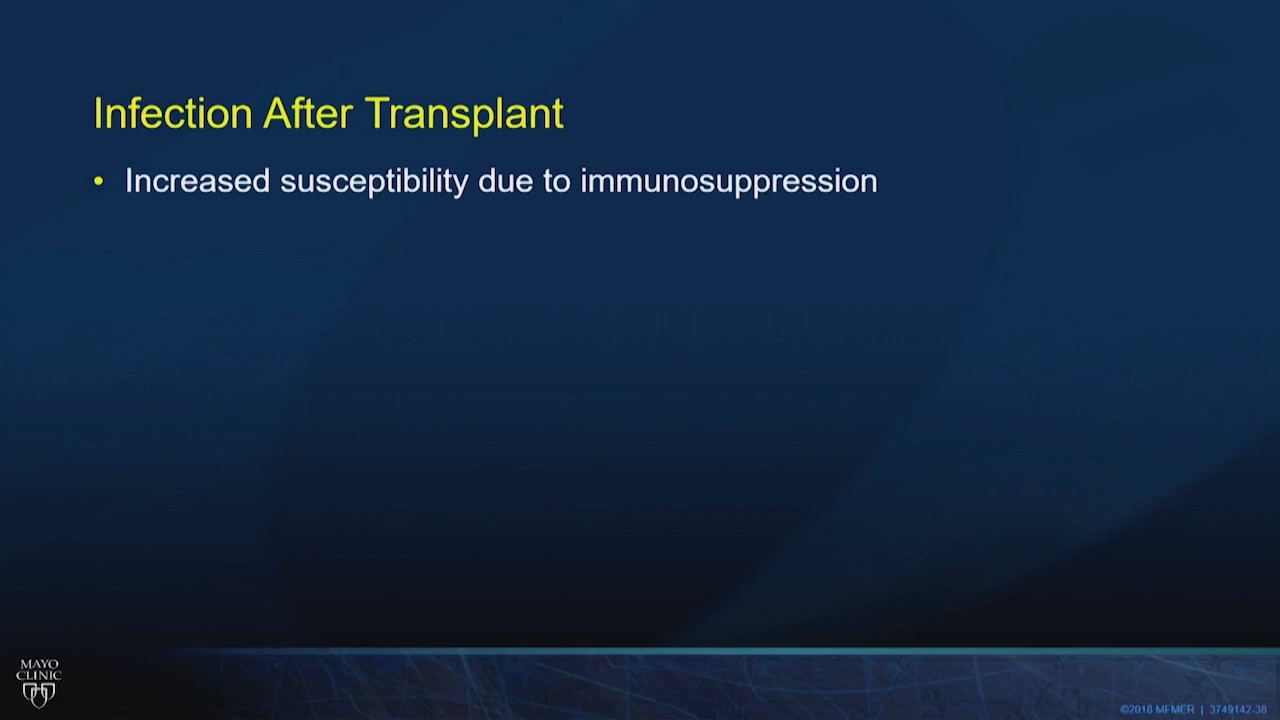 Infection After Transplant
• Increased susceptibility due to immunosuppression
MAYO
CLINIC
©2018 MFMER | 3749142-38